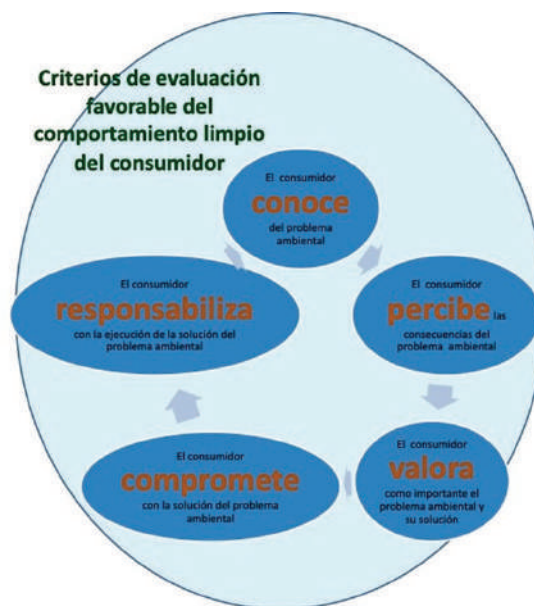 Criterios de evaluación
favorable del
comportamiento limpio
del consumidor
El consumidor
conoce
del problema
ambiental
El consumidor
percibe las
consecuencias del
problema ambiental
El consumidor
valora
como importante el
problema ambiental y
su solución
El consumidor
compromete
con la solución del problema
ambiental
El consumidor
responsabiliza
con la ejecución de la solución del
problema ambiental